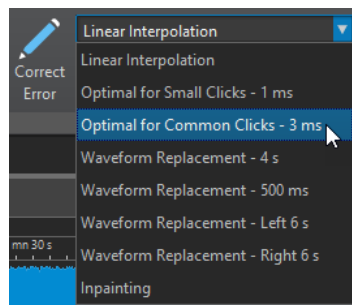 Linear Interpolation
Correct
Error
Linear Interpolation
Optimal for Small Clicks - 1 ms
Optimal for Common Clicks - 3 ms
Waveform Replacement - 4 s
Waveform Replacement - 500 ms
Waveform Replacement - Left 6 s
Waveform Replacement - Right 6 s
Inpainting
mn 30 s